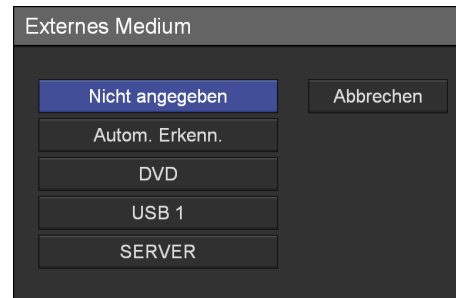 Externes Medium
Nicht angegeben
Abbrechen
Autom. Erkenn.
DVD
USB 1
SERVER